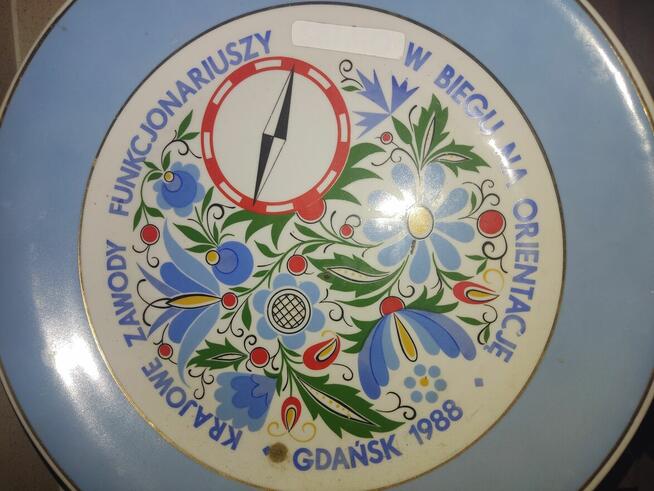 KRAJOWE ZAWODY FUNKCJONARIUSZY W BIEGU NA ORIENTACJĘ
GDAŃSK 1988